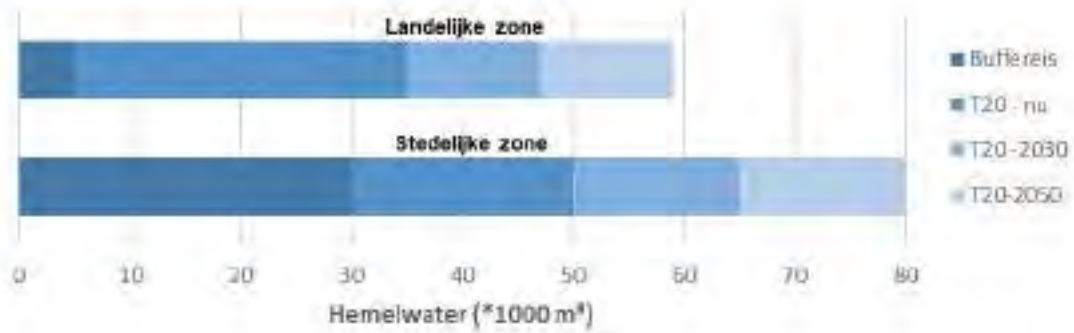 Landelijke zone
Stedelijke zone
0 10 20 30 40 50 60 70 80
Hemelwater (*1000 m³)
Buffereis
T20 - nu
T20-2030
T20-2050